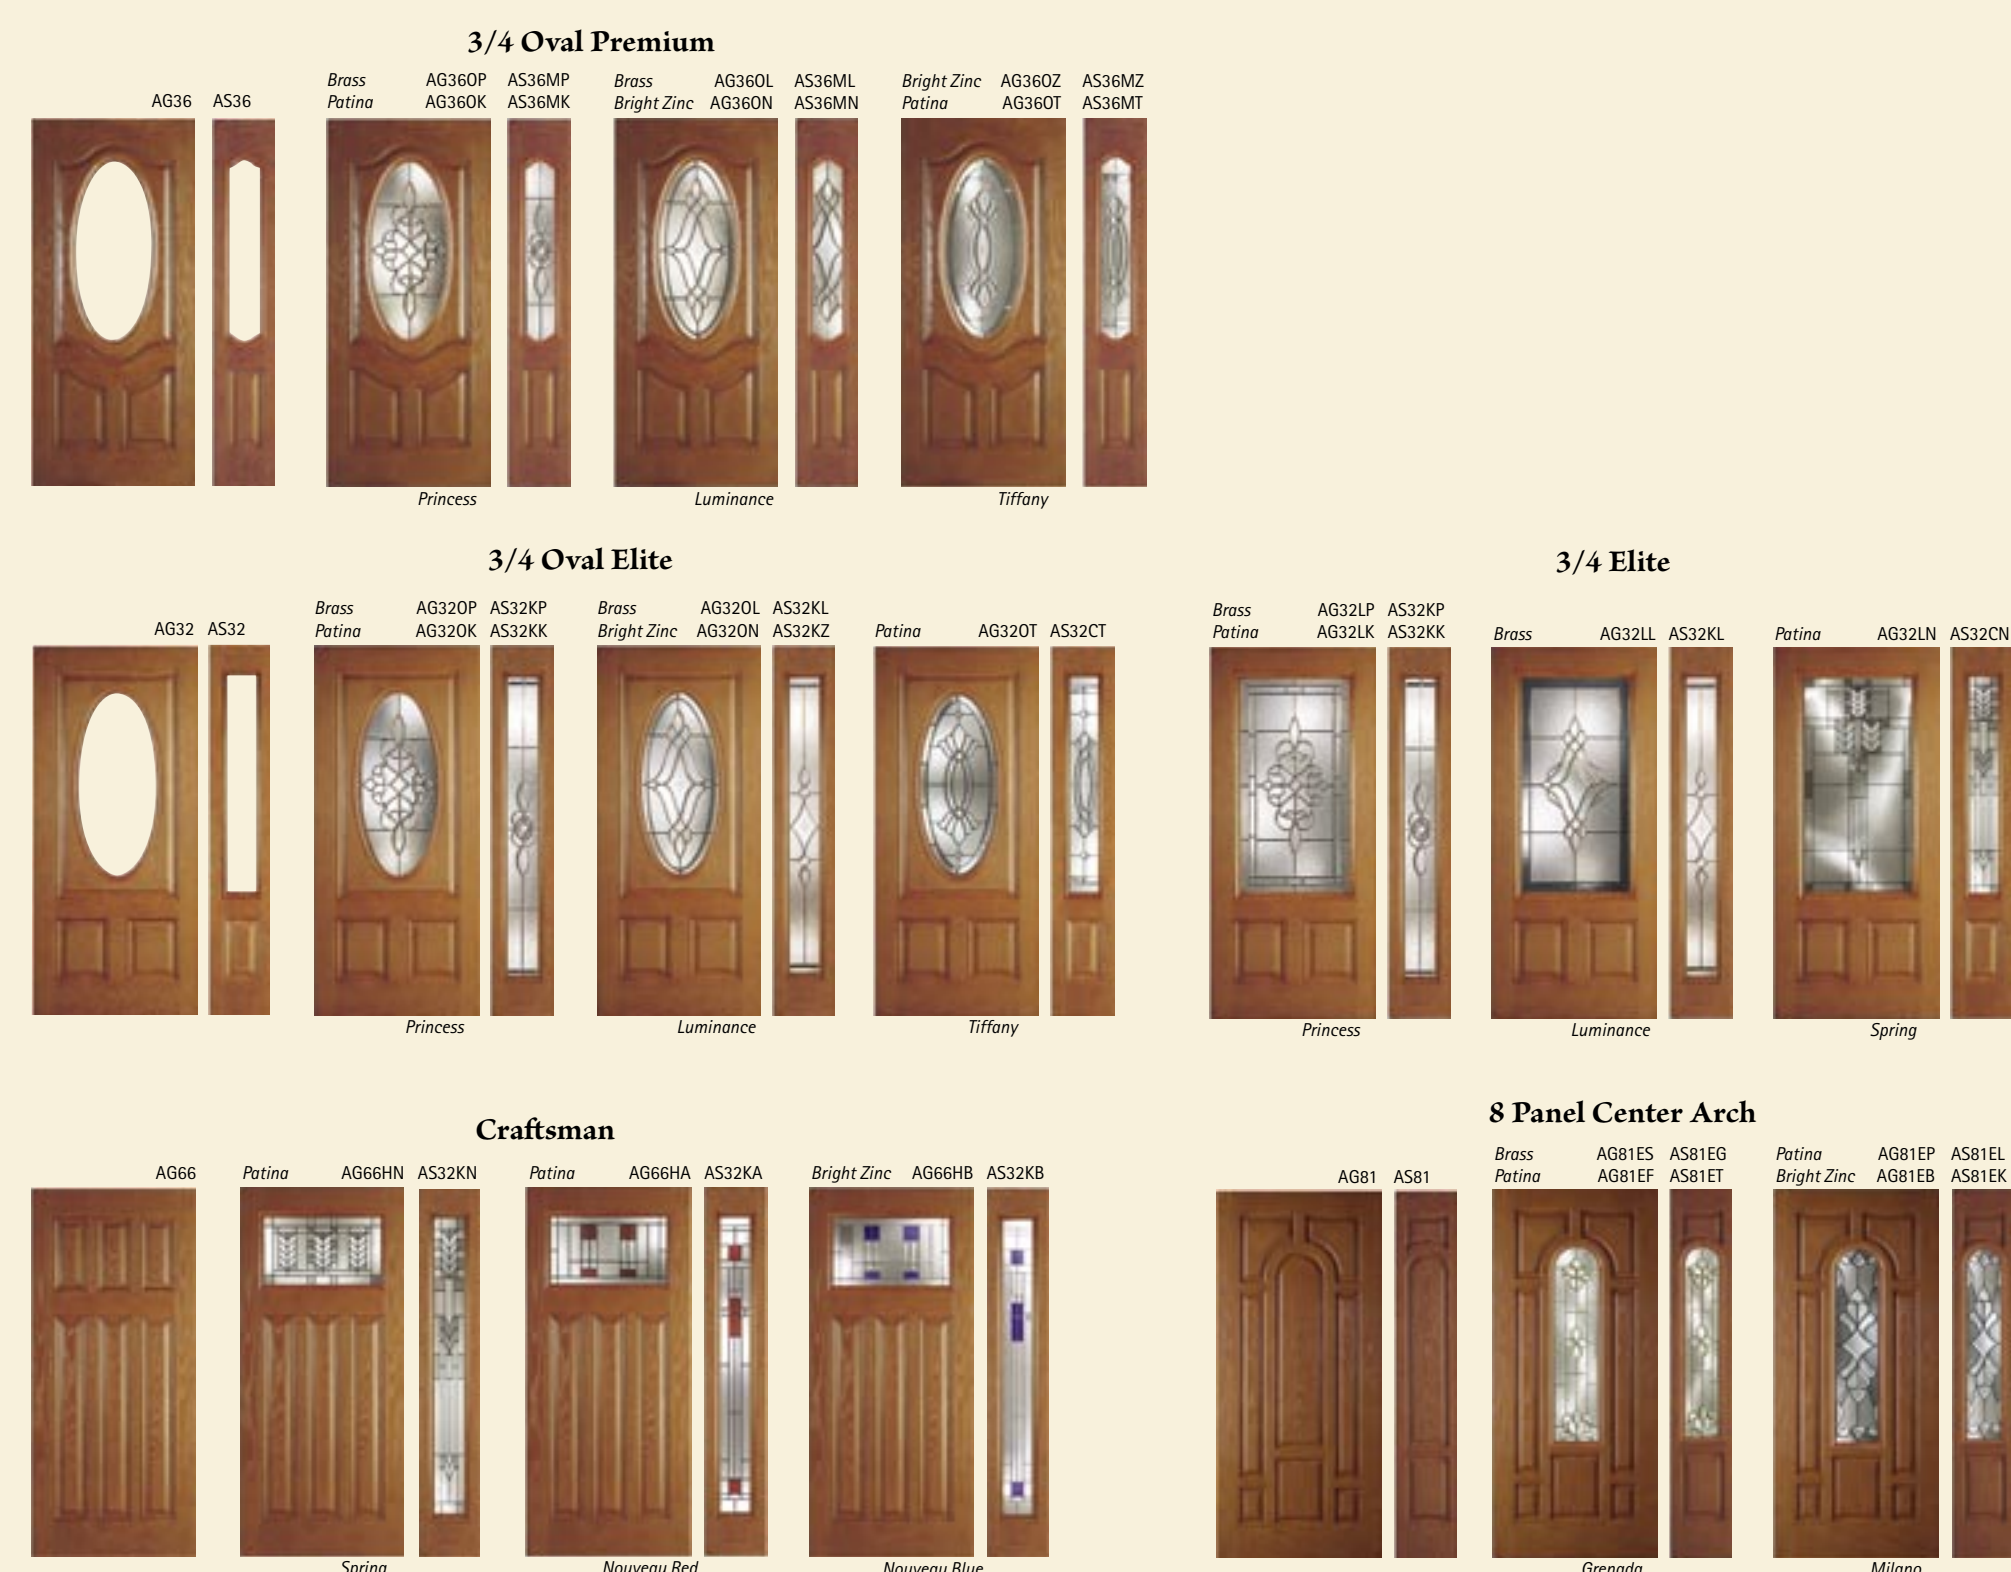 3/4 Oval Premium
AG36 AS36
Brass AG36OP AS36MP
Patina AG36OK AS36MK
Brass AG36OL AS36ML
Bright Zinc AG36ON AS36MN
Bright Zinc AG36OZ AS36MZ
Patina AG36OT AS36MT
Princess
Luminance
Tiffany
3/4 Oval Elite
AG32 AS32
Brass AG32OP AS32KP
Patina AG32OK AS32KK
Brass AG32OL AS32KL
Bright Zinc AG32ON AS32KZ
Patina AG32OT AS32CT
Princess
Luminance
Tiffany
3/4 Elite
Brass AG32LP AS32KP
Patina AG32LK AS32KK
Brass AG32LL AS32KL
Patina AG32LN AS32CN
Princess
Luminance
Spring
Craftsman
AG66
Patina AG66HN AS32KN
Patina AG66HA AS32KA
Bright Zinc AG66HB AS32KB
Spring
Nouveau Red
Nouveau Blue
8 Panel Center Arch
AG81 AS81
Brass AG81ES AS81EG
Patina AG81EF AS81ET
Patina AG81EP AS81EL
Bright Zinc AG81EB AS81EK
Grenada
Milano